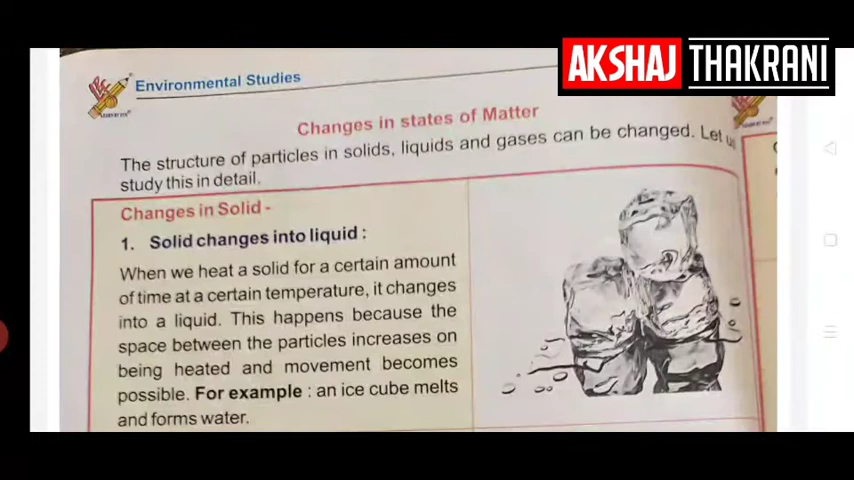 AKSHAJ THAKRANI
Environmental Studies
Changes in states of Matter
The structure of particles in solids, liquids and gases can be changed. Let us
study this in detail.
Changes in Solid -
1. Solid changes into liquid :
When we heat a solid for a certain amount
of time at a certain temperature, it changes
into a liquid. This happens because the
space between the particles increases on
being heated and movement becomes
possible. For example : an ice cube melts
and forms water.